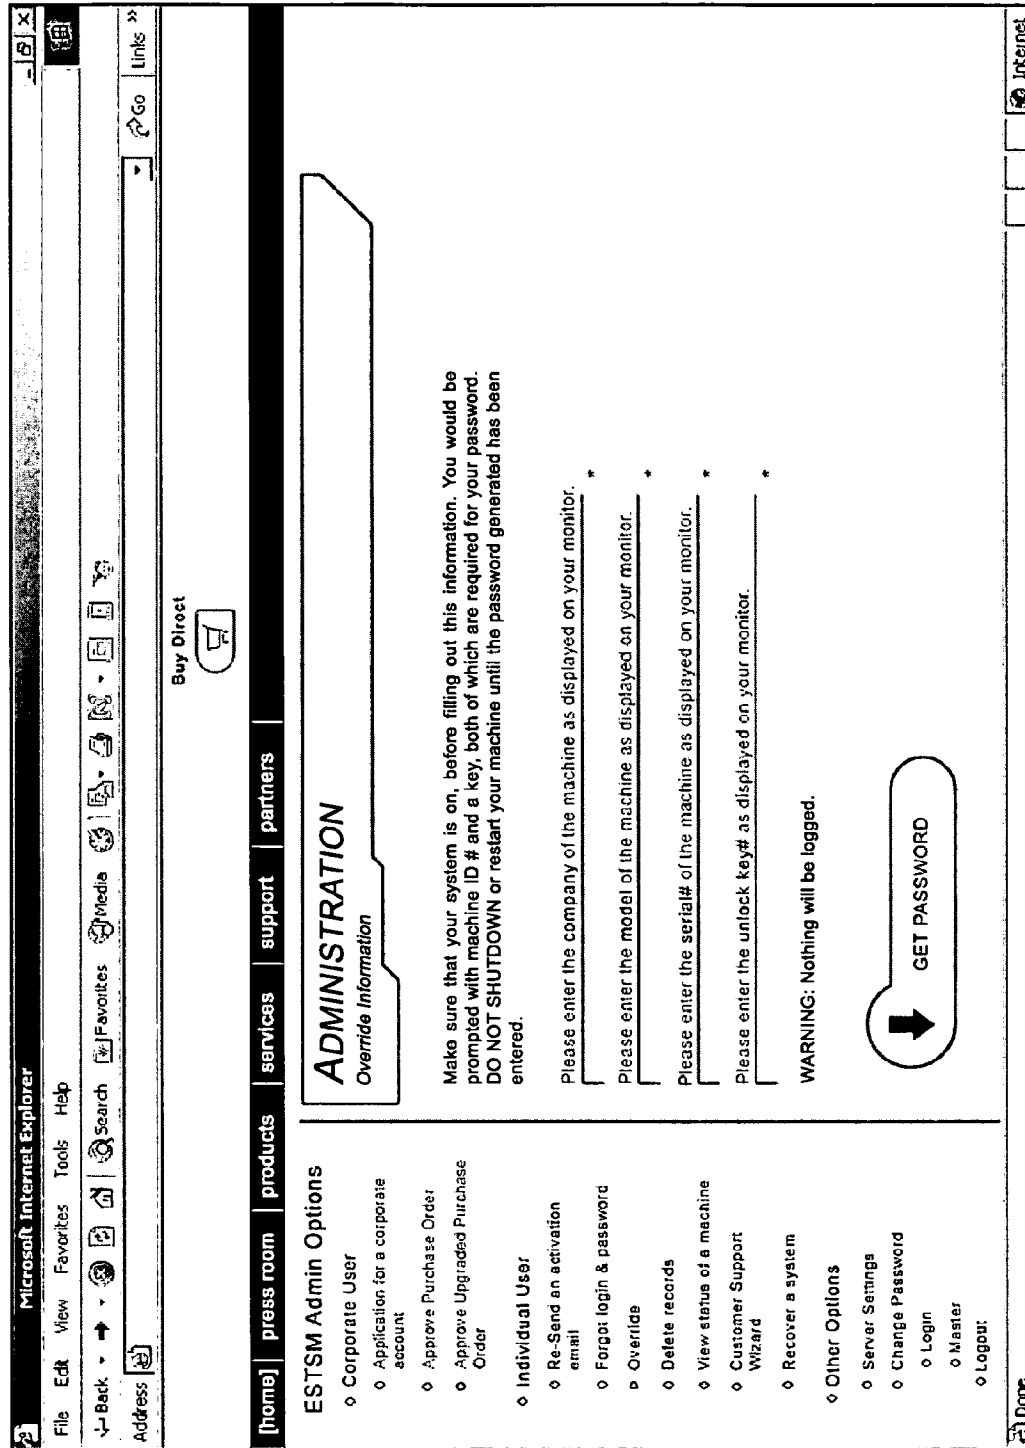 Microsoft Internet Explorer
File Edit View Favorites Tools Help
Back Search Favorites Media
Address Go Links »
Buy Direct
[home] press room products services support partners
ESTSM Admin Options
Corporate User
Application for a corporate
account
Approve Purchase Order
Approve Upgraded Purchase
Order
Individual User
Re-Send an activation
email
Forgot login & password
Override
Delete records
View status of a machine
Customer Support
Wizard
Recover a system
Other Options
Server Settings
Change Password
Login
Master
Logout
ADMINISTRATION
Override Information
Make sure that your system is on, before filling out this information. You would be
prompted with machine ID # and a key, both of which are required for your password.
DO NOT SHUTDOWN or restart your machine until the password generated has been
entered.
Please enter the company of the machine as displayed on your monitor.
*
Please enter the model of the machine as displayed on your monitor.
*
Please enter the serial# of the machine as displayed on your monitor.
*
Please enter the unlock key# as displayed on your monitor.
*
WARNING: Nothing will be logged.
GET PASSWORD
Done Internet